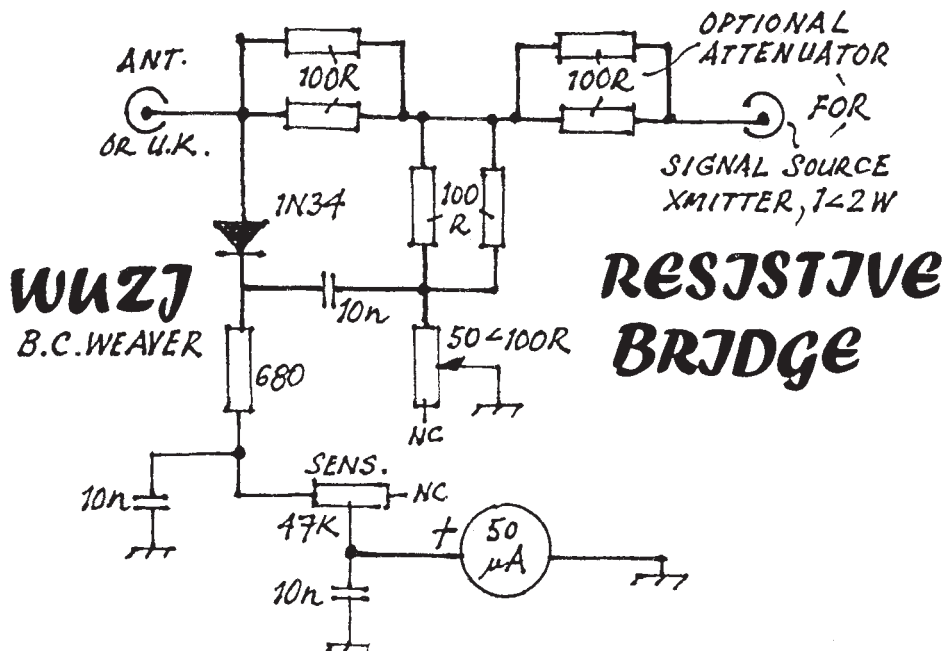 ANT.
OR U.K.
100R
100R
OPTIONAL
ATTENUATOR
FOR
SIGNAL SOURCE
XMITTER, 1<2W
1N34
100
R
WUZJ
B.C. WEAVER
10n
50<100R
RESISTIVE
BRIDGE
680
NC
SENS.
NC
10n
47K
+
50
µA
10n